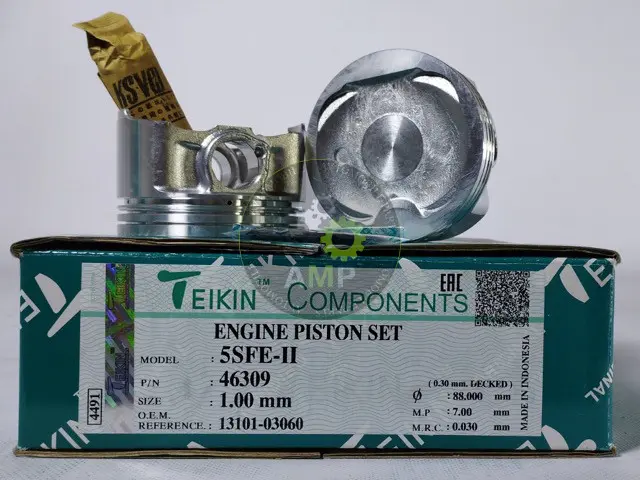 KSVCI
AMP
TEIKIN™ COMPONENTS
EAC
ENGINE PISTON SET
MODEL : 5SFE-II
P/N : 46309
SIZE : 1.00 mm
O.E.M.
REFERENCE. : 13101-03060
(0.30 mm. DECKED)
ϕ : 88.000 mm
M.P : 7.00 mm
M.R.C. : 0.030 mm
MADE IN INDONESIA
4491